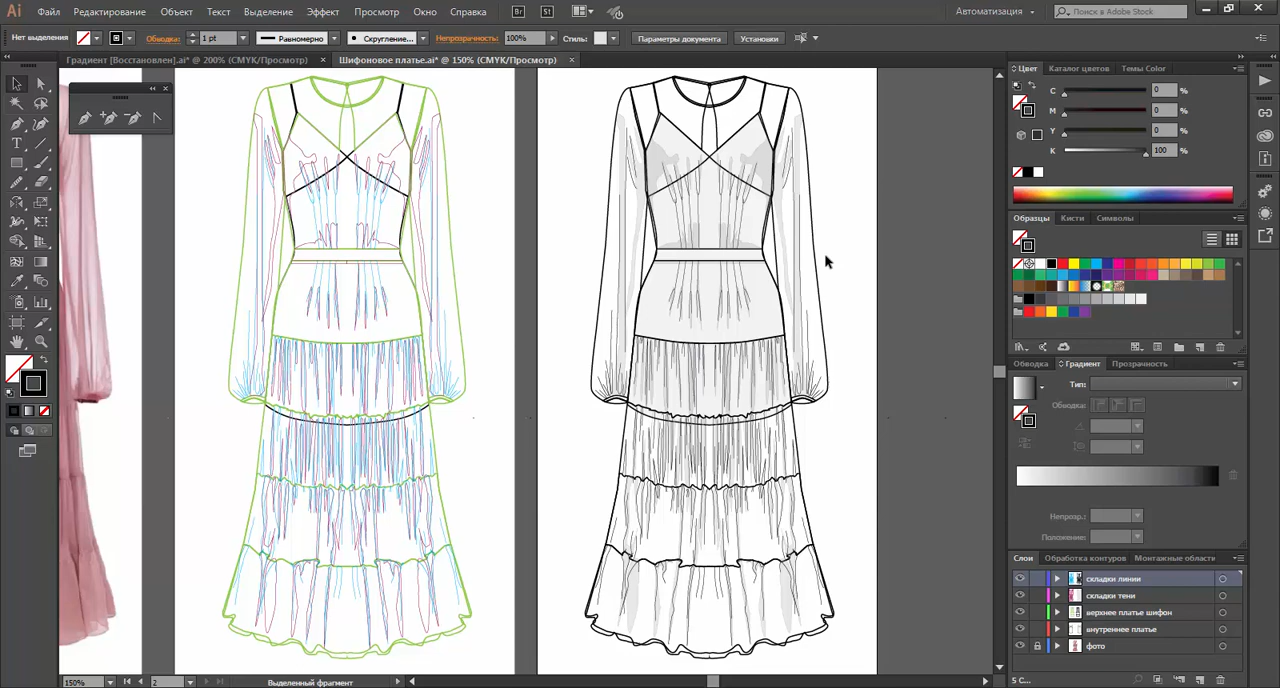 Ai Файл Редактирование Объект Текст Выделение Эффект Просмотр Окно Справка Br St Автоматизация Поиск в Adobe Stock
Нет выделения Обводка: 1 pt Равномерно Скругление... Непрозрачность: 100% Стиль: Параметры документа Установки
Градиент [Восстановлен].ai* @ 200% (CMYK/Просмотр) Шифоновое платье.ai* @ 150% (CMYK/Просмотр)
Цвет Каталог цветов Темы Color
C 0 %
M 0 %
Y 0 %
K 100 %
Образцы Кисти Символы
Обводка Градиент Прозрачность
Тип:
Обводка:
Непрозр.:
Положение:
Слои Обработка контуров Монтажные области
складки линии
складки тени
верхнее платье шифон
внутреннее платье
фото
150% 2 Выделенный фрагмент 5 С...